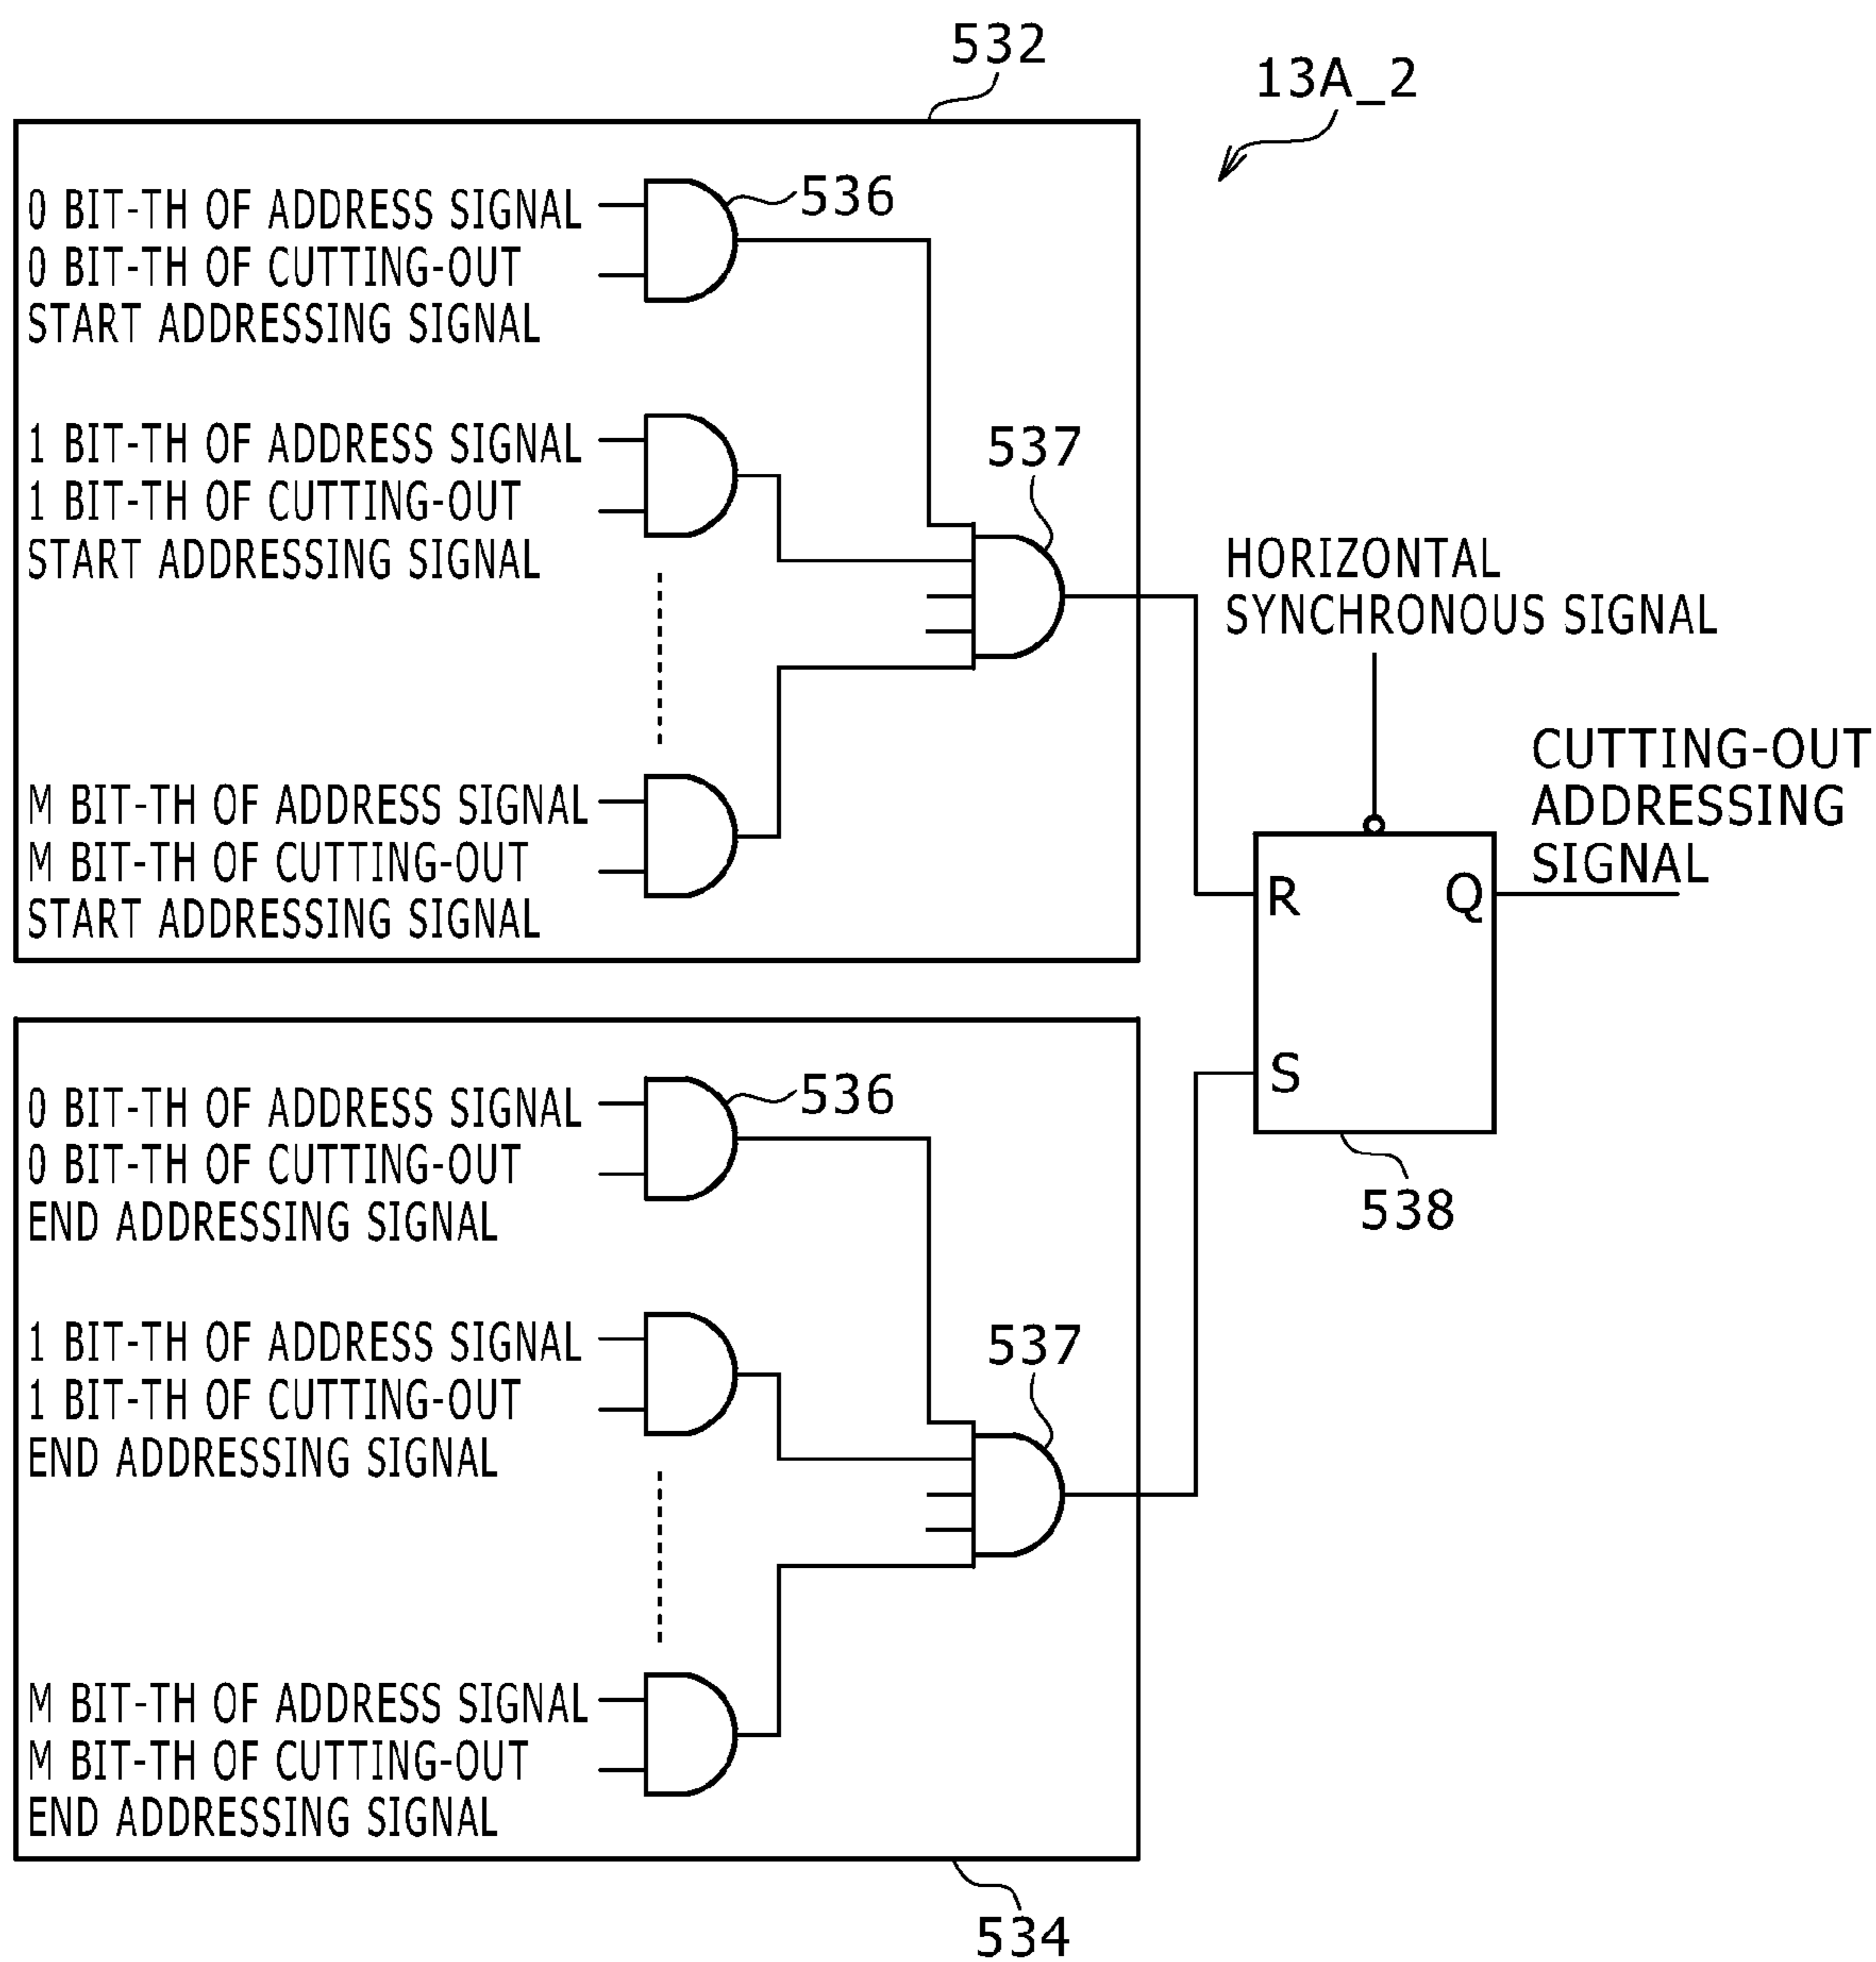 532
13A_2
0 BIT-TH OF ADDRESS SIGNAL
536
0 BIT-TH OF CUTTING-OUT
START ADDRESSING SIGNAL
1 BIT-TH OF ADDRESS SIGNAL
537
1 BIT-TH OF CUTTING-OUT
START ADDRESSING SIGNAL
HORIZONTAL
SYNCHRONOUS SIGNAL
M BIT-TH OF ADDRESS SIGNAL
M BIT-TH OF CUTTING-OUT
START ADDRESSING SIGNAL
CUTTING-OUT
ADDRESSING
SIGNAL
R
Q
S
538
0 BIT-TH OF ADDRESS SIGNAL
536
0 BIT-TH OF CUTTING-OUT
END ADDRESSING SIGNAL
1 BIT-TH OF ADDRESS SIGNAL
537
1 BIT-TH OF CUTTING-OUT
END ADDRESSING SIGNAL
M BIT-TH OF ADDRESS SIGNAL
M BIT-TH OF CUTTING-OUT
END ADDRESSING SIGNAL
534